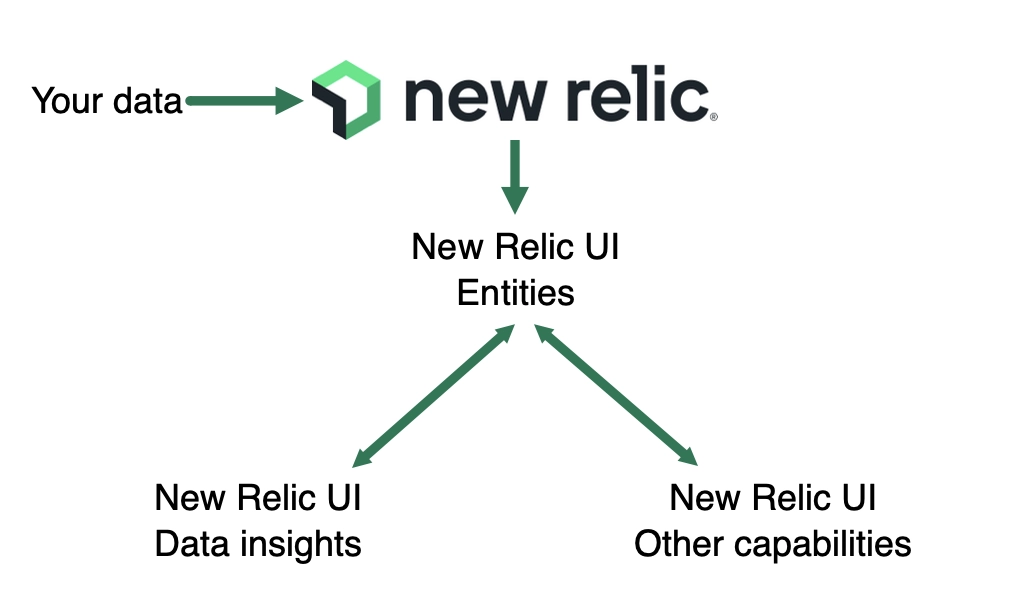 Your data
new relic®
New Relic UI
Entities
New Relic UI
Data insights
New Relic UI
Other capabilities